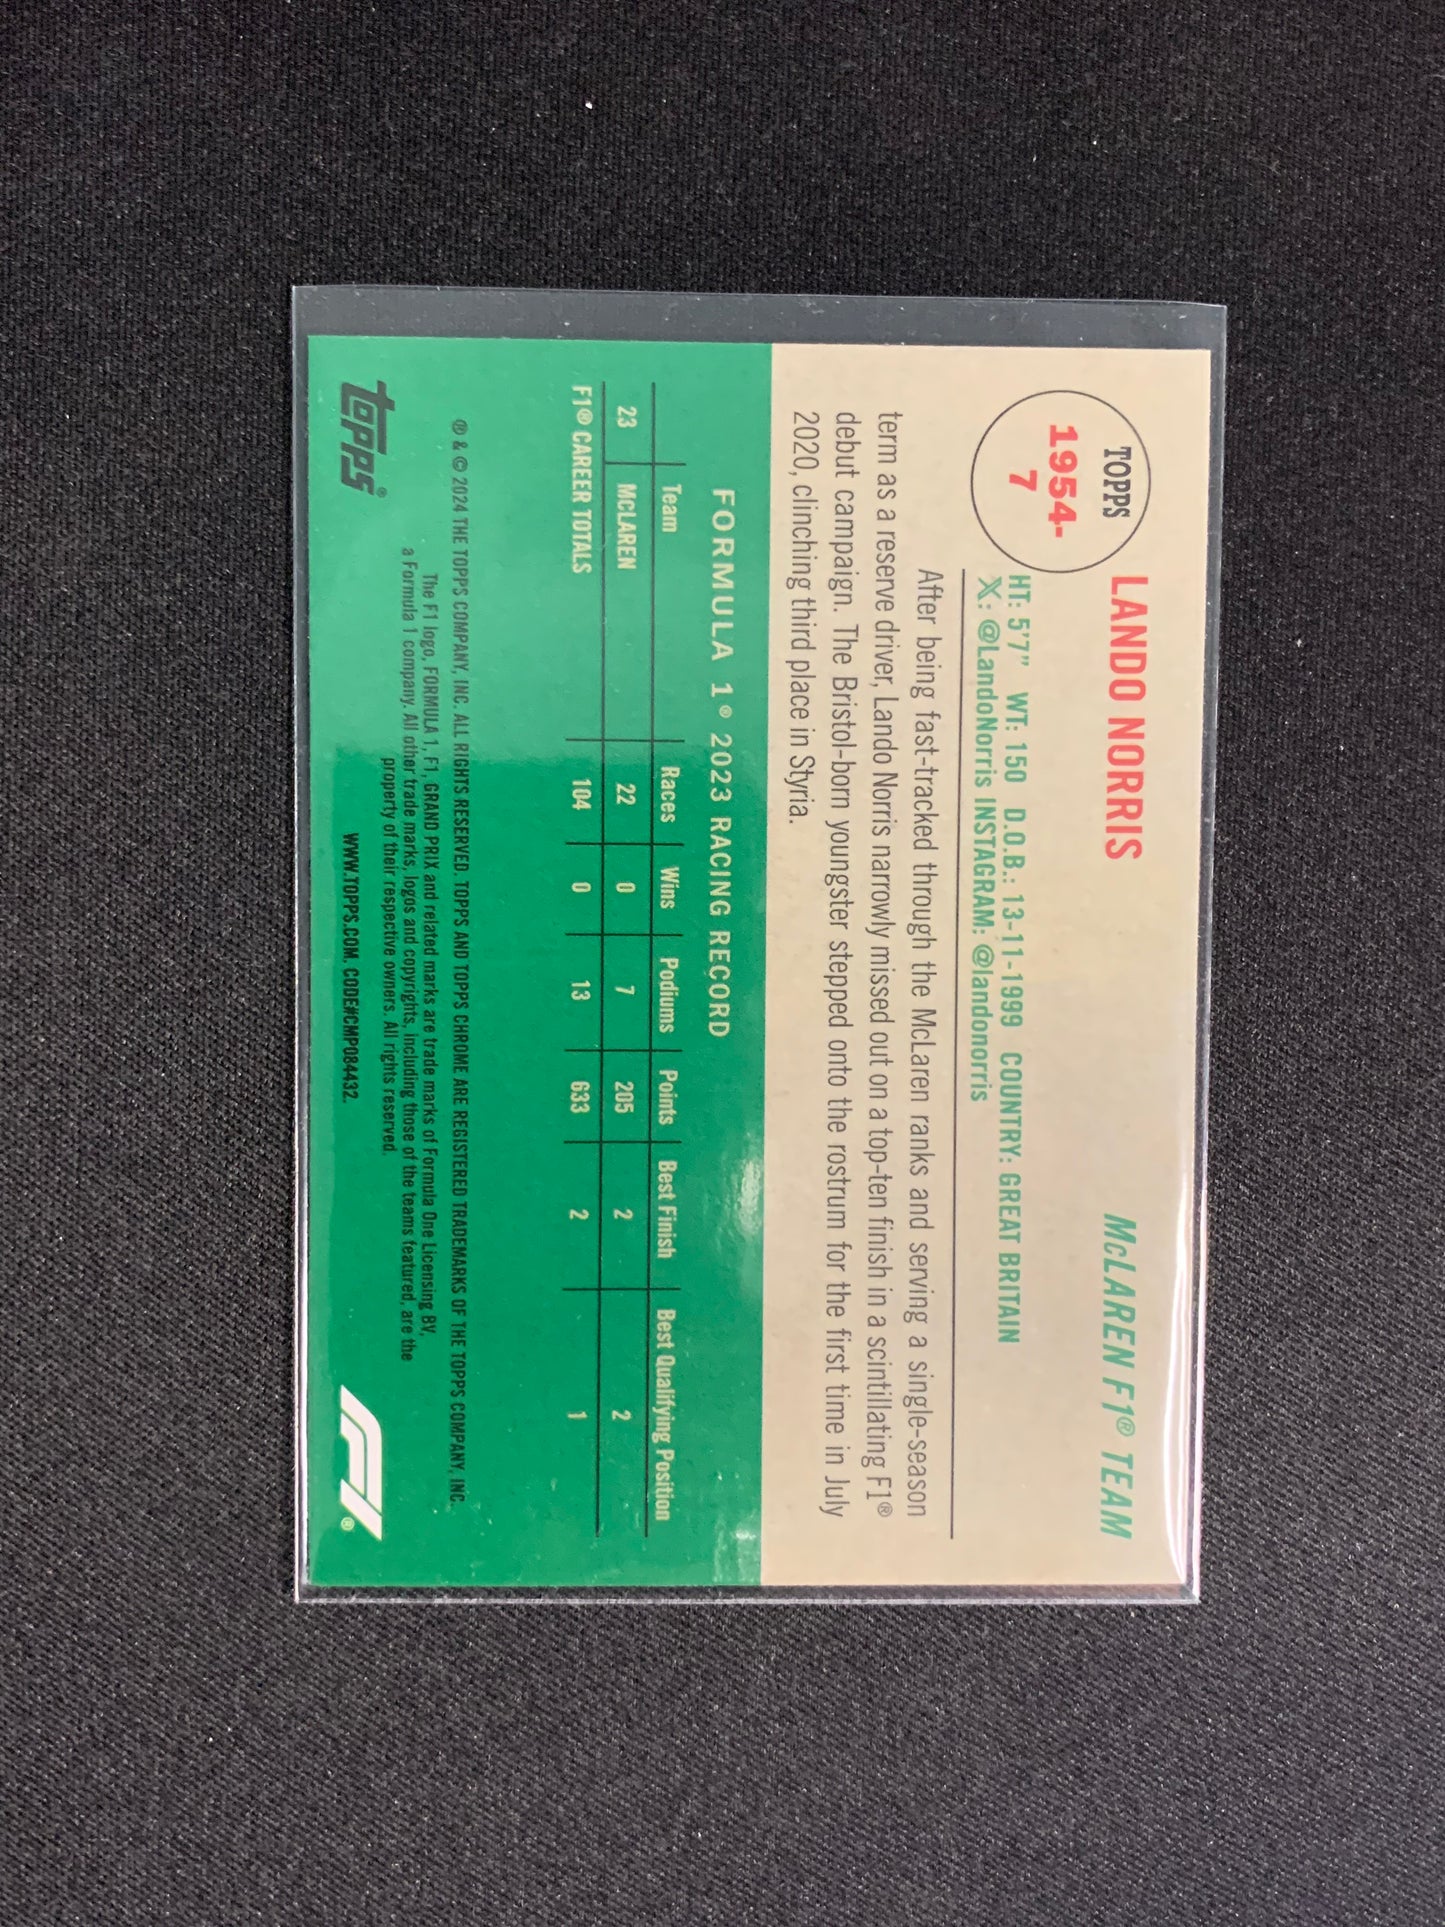 TOPPS
1954-
7
LANDO NORRIS
McLAREN F1® TEAM
HT: 5'7" WT: 150 D.O.B.: 13-11-1999 COUNTRY: GREAT BRITAIN
X: @LandoNorris INSTAGRAM: @landonorris
After being fast-tracked through the McLaren ranks and serving a single-season
term as a reserve driver, Lando Norris narrowly missed out on a top-ten finish in a scintillating F1®
debut campaign. The Bristol-born youngster stepped onto the rostrum for the first time in July
2020, clinching third place in Styria.
FORMULA 1® 2023 RACING RECORD
Team Races Wins Podiums Points Best Finish Best Qualifying Position
23 McLAREN 22 0 7 205 2 2
F1® CAREER TOTALS 104 0 13 633 2 1
® & © 2024 THE TOPPS COMPANY, INC. ALL RIGHTS RESERVED. TOPPS AND TOPPS CHROME ARE REGISTERED TRADEMARKS OF THE TOPPS COMPANY, INC.
The F1 logo, FORMULA 1, F1, GRAND PRIX and related marks are trade marks of Formula One Licensing BV,
a Formula 1 company. All other trade marks, logos and copyrights, including those of the teams featured, are the
property of their respective owners. All rights reserved.
WWW.TOPPS.COM. CODE#CMP084432.
topps®
F1®